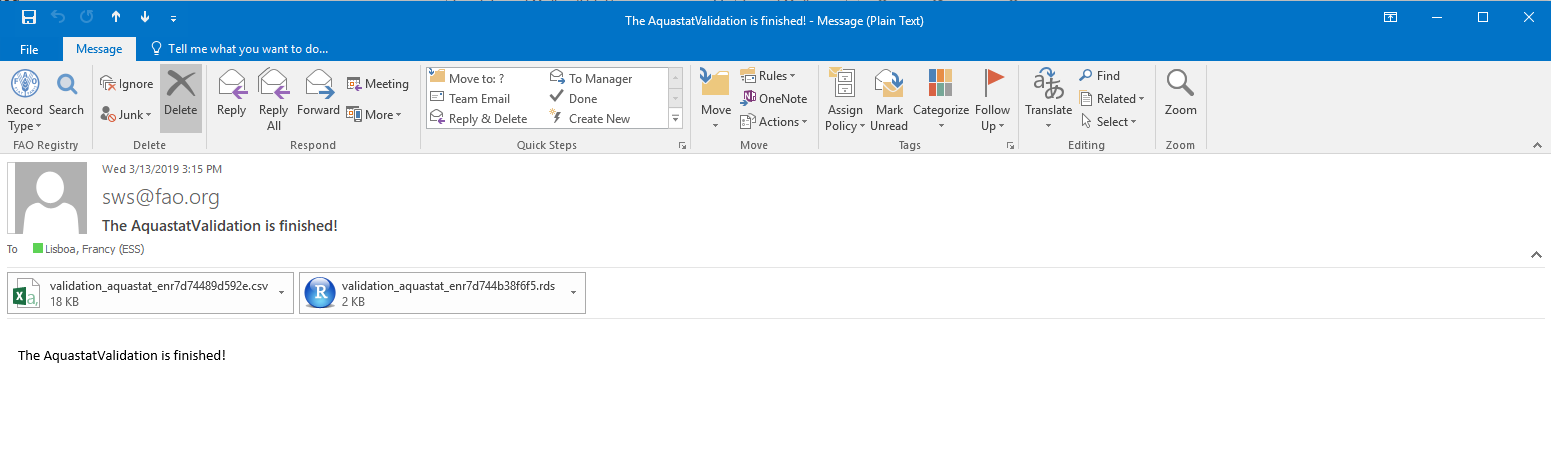 The AquastatValidation is finished! - Message (Plain Text)
File Message Tell me what you want to do...
Record Type Search Ignore Junk Delete Reply Reply All Forward Meeting More Move to: ? Team Email Reply & Delete To Manager Done Create New Move Rules OneNote Actions Assign Policy Mark Unread Categorize Follow Up Translate Find Related Select Zoom
FAO Registry Delete Respond Quick Steps Move Tags Editing Zoom
Wed 3/13/2019 3:15 PM
sws@fao.org
The AquastatValidation is finished!
To Lisboa, Francy (ESS)
validation_aquastat_enr7d74489d592e.csv validation_aquastat_enr7d744b38f6f5.rds
18 KB 2 KB
The AquastatValidation is finished!